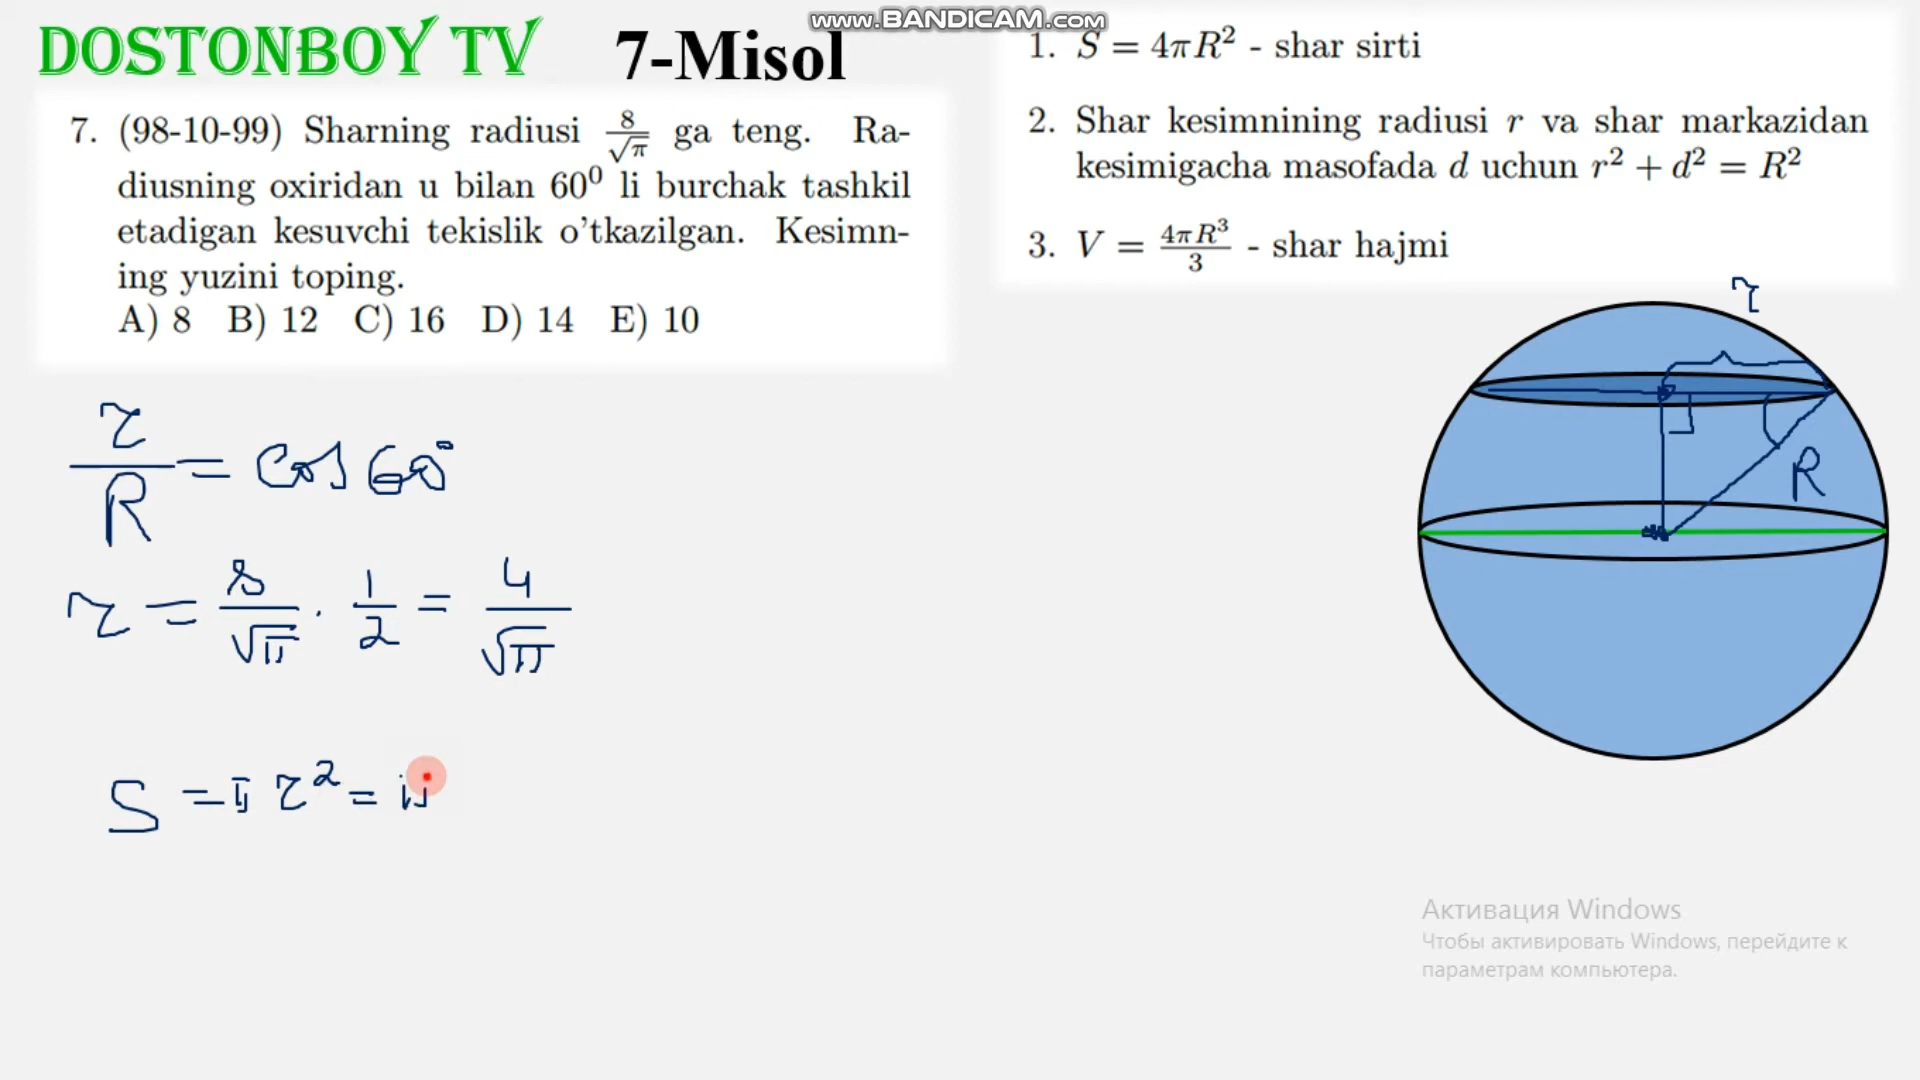 www.BANDICAM.com
DOSTONBOY TV
7-Misol
7. (98-10-99) Sharning radiusi 8/√π ga teng. Ra-
diusning oxiridan u bilan 60⁰ li burchak tashkil
etadigan kesuvchi tekislik o'tkazilgan. Kesimn-
ing yuzini toping.
A) 8 B) 12 C) 16 D) 14 E) 10
1. S = 4πR² - shar sirti
2. Shar kesimnining radiusi r va shar markazidan
kesimigacha masofada d uchun r² + d² = R²
3. V = 4πR³/3 - shar hajmi
r
R
r/R = cos 60°
r = 8/√π · 1/2 = 4/√π
S = π r² = π
Активация Windows
Чтобы активировать Windows, перейдите к
параметрам компьютера.